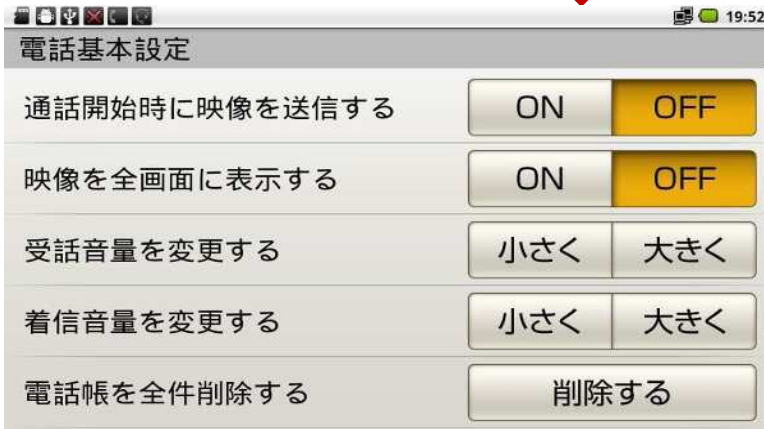 19:52
電話基本設定
通話開始時に映像を送信する ON OFF
映像を全画面に表示する ON OFF
受話音量を変更する 小さく 大きく
着信音量を変更する 小さく 大きく
電話帳を全件削除する 削除する